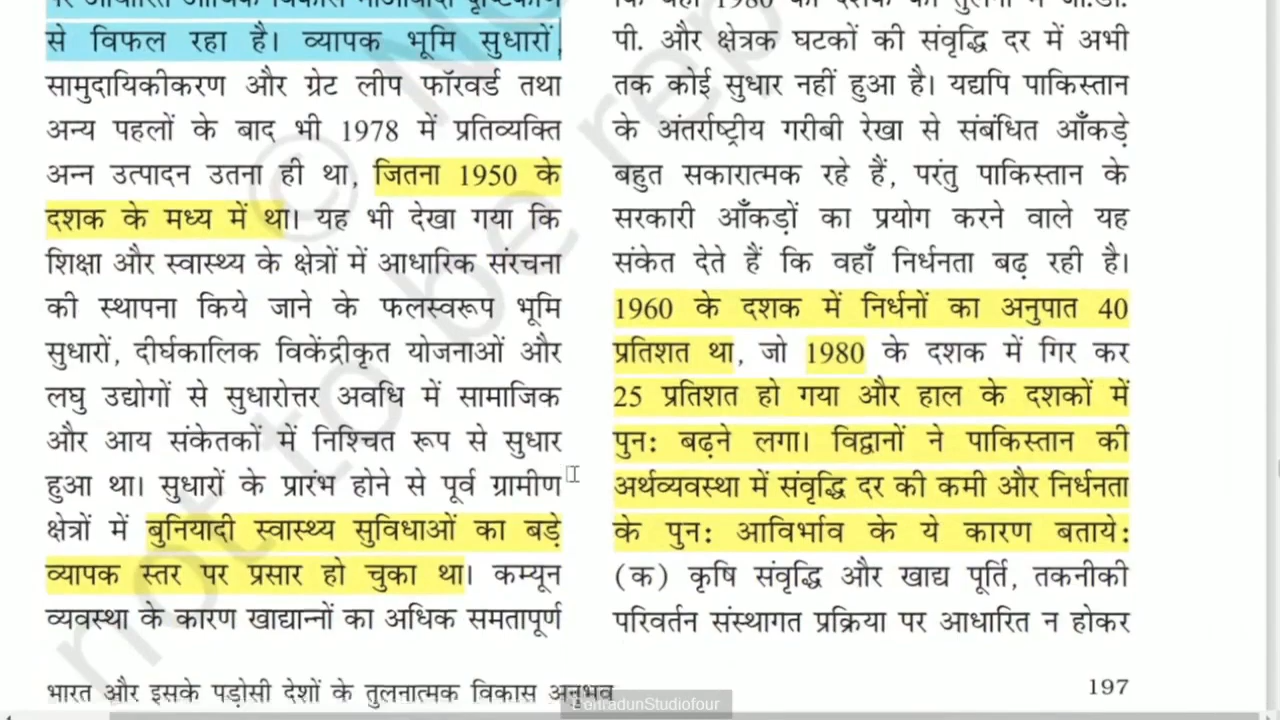 से विफल रहा है। व्यापक भूमि सुधारों,
सामुदायिकीकरण और ग्रेट लीप फॉरवर्ड तथा
अन्य पहलों के बाद भी 1978 में प्रतिव्यक्ति
अन्न उत्पादन उतना ही था, जितना 1950 के
दशक के मध्य में था। यह भी देखा गया कि
शिक्षा और स्वास्थ्य के क्षेत्रों में आधारिक संरचना
की स्थापना किये जाने के फलस्वरूप भूमि
सुधारों, दीर्घकालिक विकेंद्रीकृत योजनाओं और
लघु उद्योगों से सुधारोत्तर अवधि में सामाजिक
और आय संकेतकों में निश्चित रूप से सुधार
हुआ था। सुधारों के प्रारंभ होने से पूर्व ग्रामीण
क्षेत्रों में बुनियादी स्वास्थ्य सुविधाओं का बड़े
व्यापक स्तर पर प्रसार हो चुका था। कम्यून
व्यवस्था के कारण खाद्यान्नों का अधिक समतापूर्ण
पी. और क्षेत्रक घटकों की संवृद्धि दर में अभी
तक कोई सुधार नहीं हुआ है। यद्यपि पाकिस्तान
के अंतर्राष्ट्रीय गरीबी रेखा से संबंधित आँकड़े
बहुत सकारात्मक रहे हैं, परंतु पाकिस्तान के
सरकारी आँकड़ों का प्रयोग करने वाले यह
संकेत देते हैं कि वहाँ निर्धनता बढ़ रही है।
1960 के दशक में निर्धनों का अनुपात 40
प्रतिशत था, जो 1980 के दशक में गिर कर
25 प्रतिशत हो गया और हाल के दशकों में
पुन: बढ़ने लगा। विद्वानों ने पाकिस्तान की
अर्थव्यवस्था में संवृद्धि दर की कमी और निर्धनता
के पुन: आविर्भाव के ये कारण बताये:
(क) कृषि संवृद्धि और खाद्य पूर्ति, तकनीकी
परिवर्तन संस्थागत प्रक्रिया पर आधारित न होकर
भारत और इसके पड़ोसी देशों के तुलनात्मक विकास अनुभव
197
not to be rep